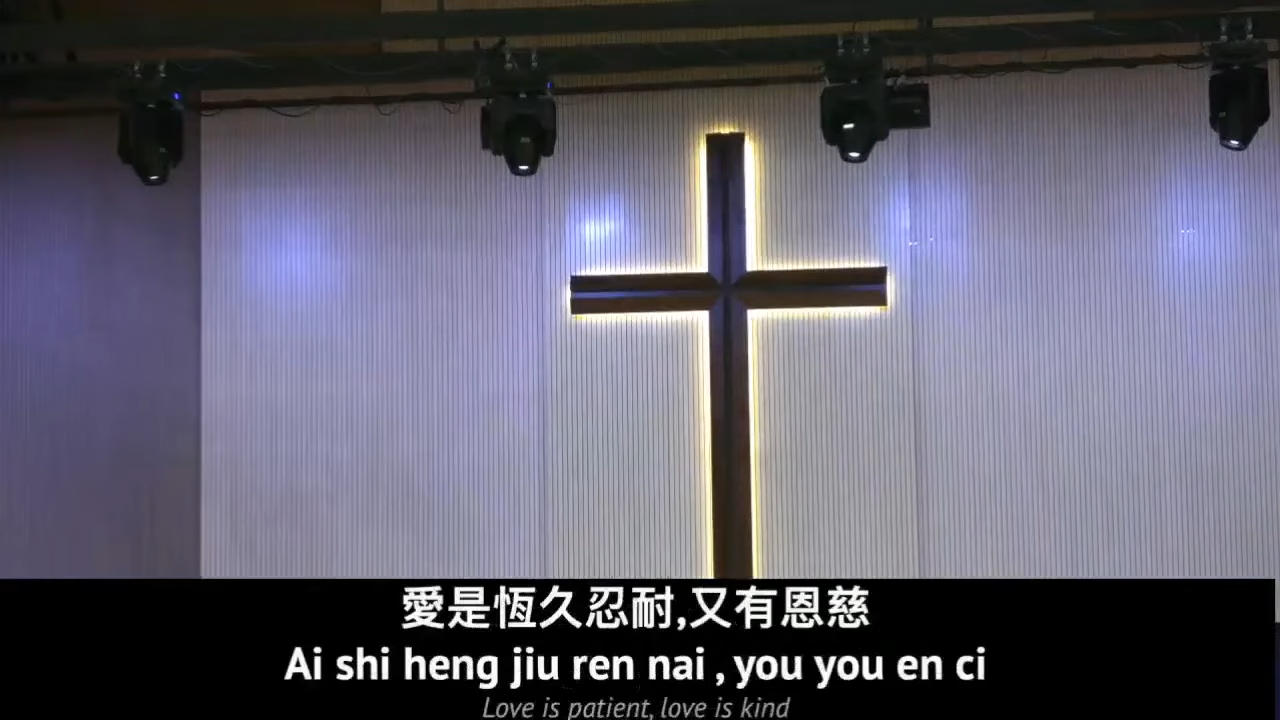 愛是恆久忍耐,又有恩慈
Ai shi heng jiu ren nai , you you en ci
Love is patient, love is kind